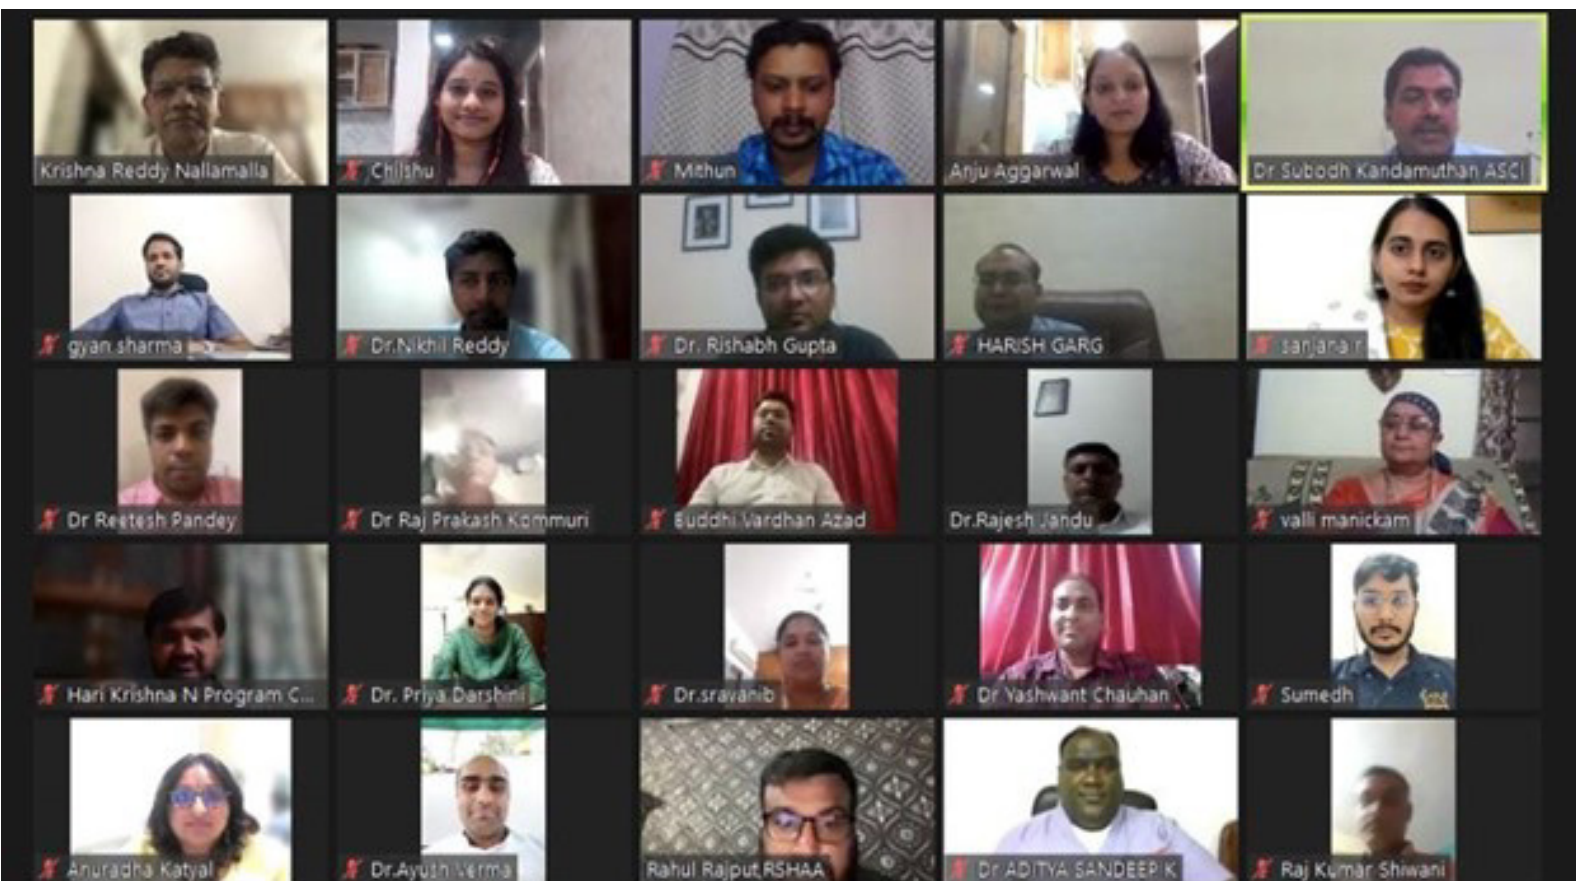 Krishna Reddy Nallamalla
Chilshu
Mithun
Anju Aggarwal
Dr Subodh Kandamuthan ASCI
gyan sharma
Dr.Nikhil Reddy
Dr. Rishabh Gupta
HARISH GARG
sanjana r
Dr Reetesh Pandey
Dr Raj Prakash Kommuri
Buddhi Vardhan Azad
Dr.Rajesh Jandu
valli manickam
Hari Krishna N Program C...
Dr. Priya Darshini
Dr.sravanib
Dr Yashwant Chauhan
Sumedh
Anuradha Katyal
Dr.Ayush Verma
Rahul Rajput,RSHAA
Dr ADITYA SANDEEP K
Raj Kumar Shiwani